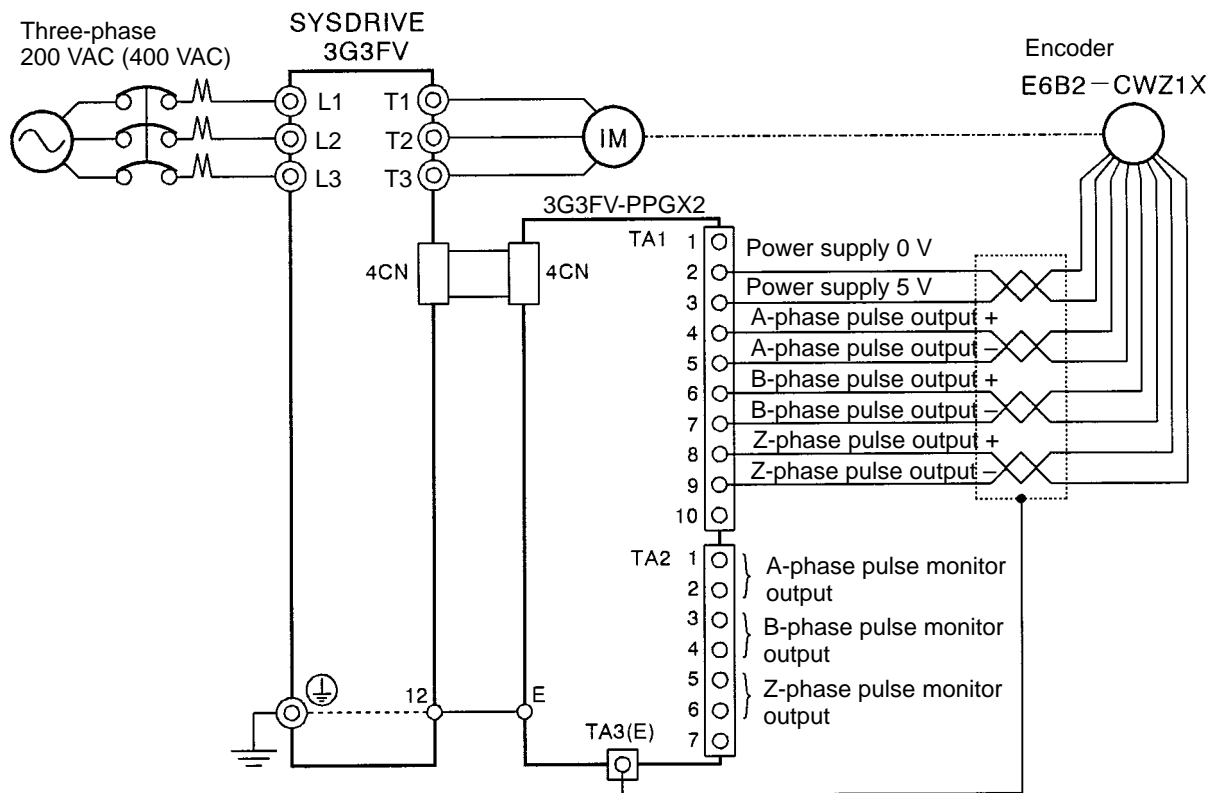 Three-phase
200 VAC (400 VAC)
SYSDRIVE
3G3FV
Encoder
E6B2-CWZ1X
L1
T1
L2
T2
IM
L3
T3
3G3FV-PPGX2
4CN
4CN
TA1
1
Power supply 0 V
2
Power supply 5 V
3
A-phase pulse output +
4
A-phase pulse output –
5
B-phase pulse output +
6
B-phase pulse output –
7
Z-phase pulse output +
8
Z-phase pulse output –
9
10
TA2
1
A-phase pulse monitor
output
2
3
B-phase pulse monitor
output
4
5
Z-phase pulse monitor
output
6
7
12
E
TA3(E)